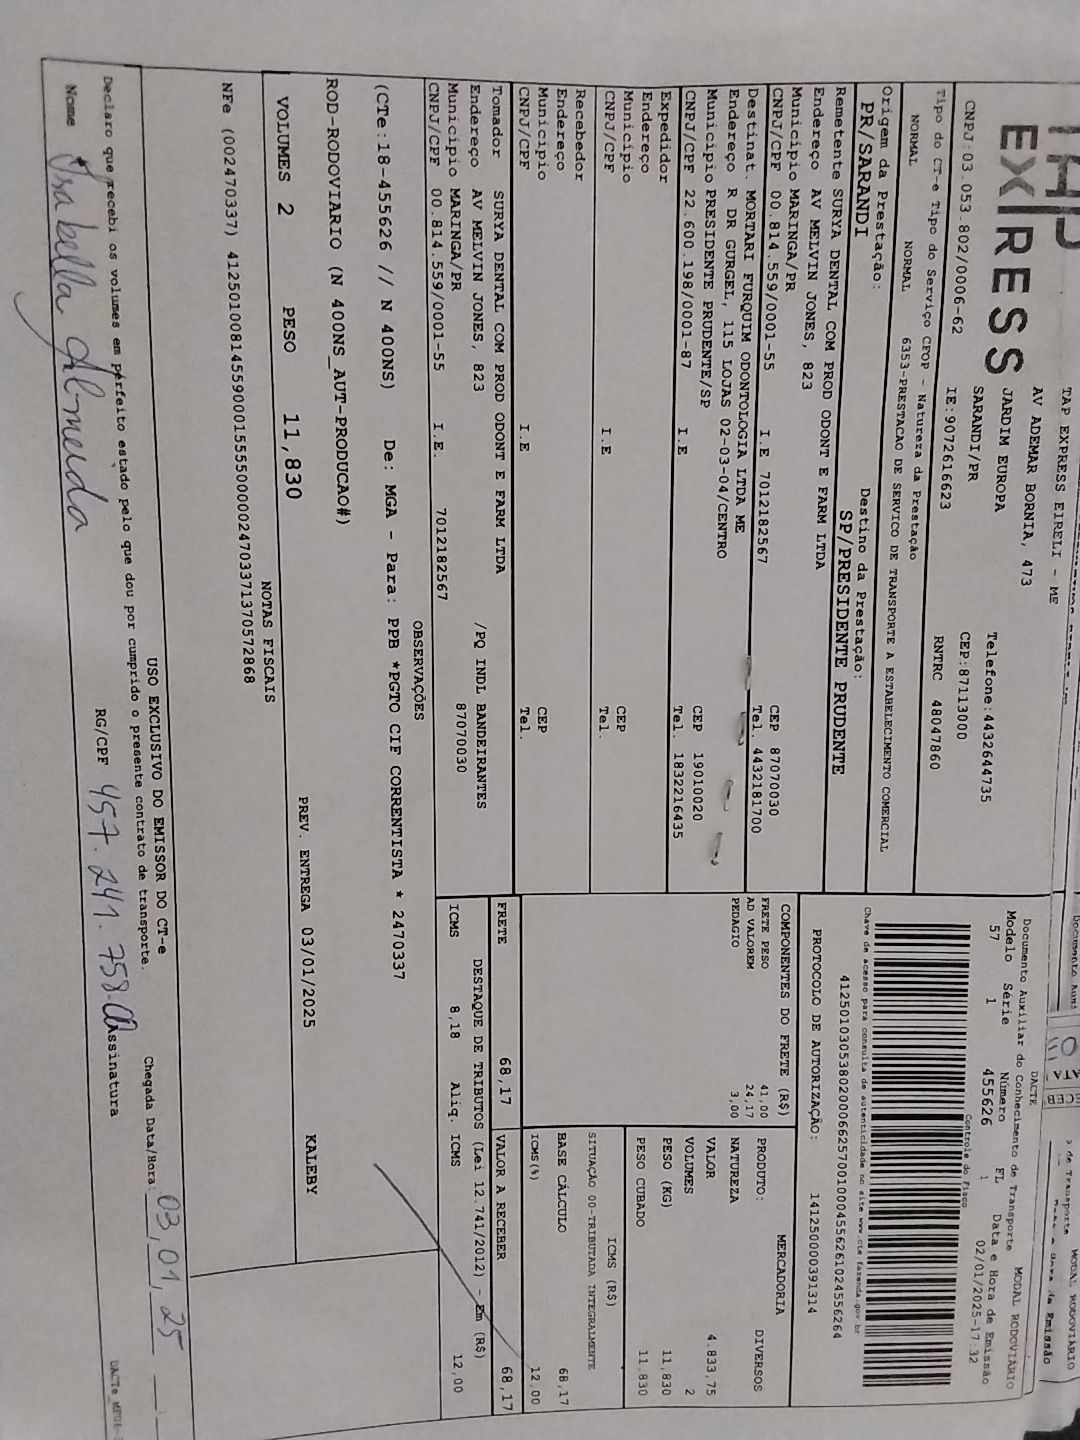 TAP EXPRESS EIRELI - ME
AV ADEMAR BORNIA, 473
JARDIM EUROPA
SARANDI/PR
EXPRESS
Telefone:4432644735
CEP:87113000
CNPJ:03.053.802/0006-62
IE:9072616623
RNTRC 48047860
DACTE
Documento Auxiliar do Conhecimento de Transporte
MODAL RODOVIÁRIO
Modelo Série Número FL Data e Hora de Emissão
57 1 455626 1 02/01/2025-17:32
Controle do Fisco
Chave de acesso para consulta de autenticidade no site www.cte.fazenda.gov.br
41250103053802000662570010004556261024556264
PROTOCOLO DE AUTORIZAÇÃO: 141250000391314
Tipo do CT-e Tipo do Serviço CFOP - Natureza da Prestação
NORMAL NORMAL 6353-PRESTACAO DE SERVICO DE TRANSPORTE A ESTABELECIMENTO COMERCIAL
Origem da Prestação: Destino da Prestação:
PR/SARANDI SP/PRESIDENTE PRUDENTE
Remetente SURYA DENTAL COM PROD ODONT E FARM LTDA
Endereço AV MELVIN JONES, 823
Município MARINGA/PR CEP 87070030
CNPJ/CPF 00.814.559/0001-55 I.E 7012182567 Tel. 4432181700
Destinat. MORTARI FURQUIM ODONTOLOGIA LTDA ME
Endereço R DR GURGEL, 115 LOJAS 02-03-04/CENTRO
Município PRESIDENTE PRUDENTE/SP CEP 19010020
CNPJ/CPF 22.600.198/0001-87 I.E Tel. 1832216435
Expedidor
Endereço
Município CEP
CNPJ/CPF I.E Tel.
Recebedor
Endereço
Município CEP
CNPJ/CPF I.E Tel.
Tomador SURYA DENTAL COM PROD ODONT E FARM LTDA
Endereço AV MELVIN JONES, 823 /PQ INDL BANDEIRANTES
Município MARINGA/PR 87070030
CNPJ/CPF 00.814.559/0001-55 I.E. 7012182567
COMPONENTES DO FRETE (R$)
FRETE PESO 41,00
AD VALOREM 24,17
PEDAGIO 3,00
MERCADORIA
PRODUTO: DIVERSOS
NATUREZA
VALOR 4.833,75
VOLUMES 2
PESO (KG) 11,830
PESO CUBADO 11,830
ICMS (R$)
SITUAÇÃO 00-TRIBUTADA INTEGRALMENTE
BASE CÁLCULO 68,17
ICMS(%) 12,00
FRETE 68,17 VALOR A RECEBER 68,17
DESTAQUE DE TRIBUTOS (Lei 12.741/2012) - Em (R$)
ICMS 8,18 Aliq. ICMS 12,00
OBSERVAÇÕES
(CTe:18-455626 // N 400NS) De: MGA - Para: PPB *PGTO CIF CORRENTISTA * 2470337
ROD-RODOVIARIO (N 400NS_AUT-PRODUCAO#)
VOLUMES 2 PESO 11,830 PREV. ENTREGA 03/01/2025 KALEBY
NOTAS FISCAIS
NFe (002470337) 41250100814559000155550000024703371370572868
USO EXCLUSIVO DO EMISSOR DO CT-e
Declaro que recebi os volumes em perfeito estado pelo que dou por cumprido o presente contrato de transporte.
Chegada Data/Hora: 03/01/25
Nome Isabella Almeida RG/CPF Assinatura